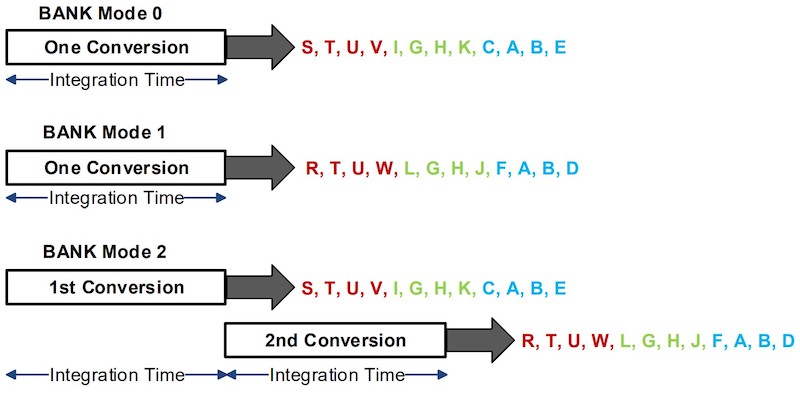 BANK Mode 0
One Conversion S, T, U, V, I, G, H, K, C, A, B, E
Integration Time
BANK Mode 1
One Conversion R, T, U, W, L, G, H, J, F, A, B, D
Integration Time
BANK Mode 2
1st Conversion S, T, U, V, I, G, H, K, C, A, B, E
2nd Conversion R, T, U, W, L, G, H, J, F, A, B, D
Integration Time Integration Time